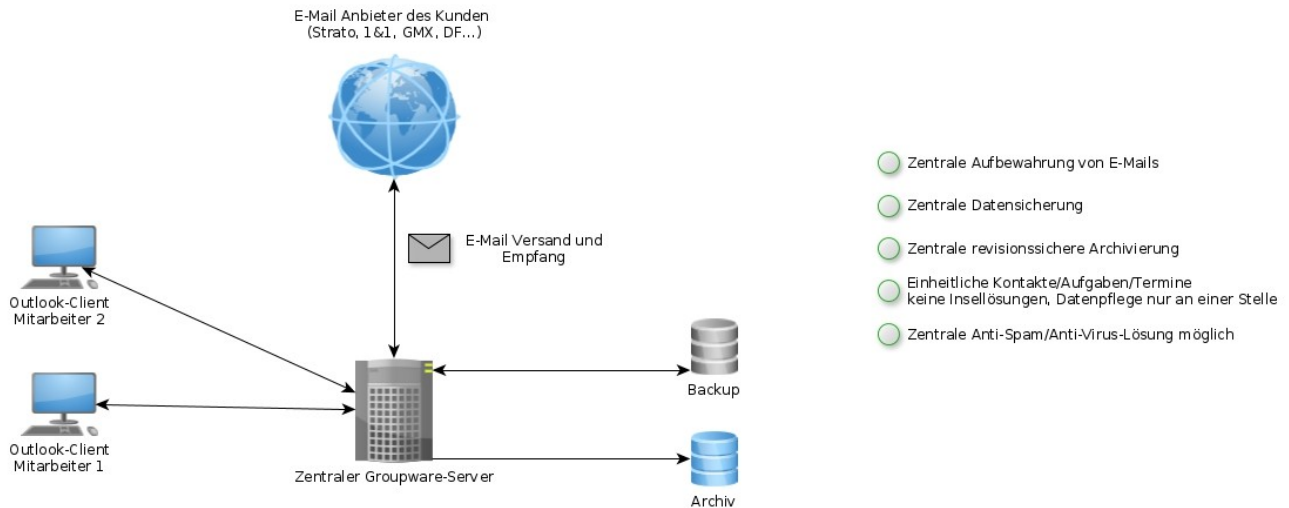 E-Mail Anbieter des Kunden
(Strato, 1&1, GMX, DF...)
E-Mail Versand und
Empfang
Outlook-Client
Mitarbeiter 2
Outlook-Client
Mitarbeiter 1
Zentraler Groupware-Server
Backup
Archiv
Zentrale Aufbewahrung von E-Mails
Zentrale Datensicherung
Zentrale revisionssichere Archivierung
Einheitliche Kontakte/Aufgaben/Termine
keine Insellösungen, Datenpflege nur an einer Stelle
Zentrale Anti-Spam/Anti-Virus-Lösung möglich